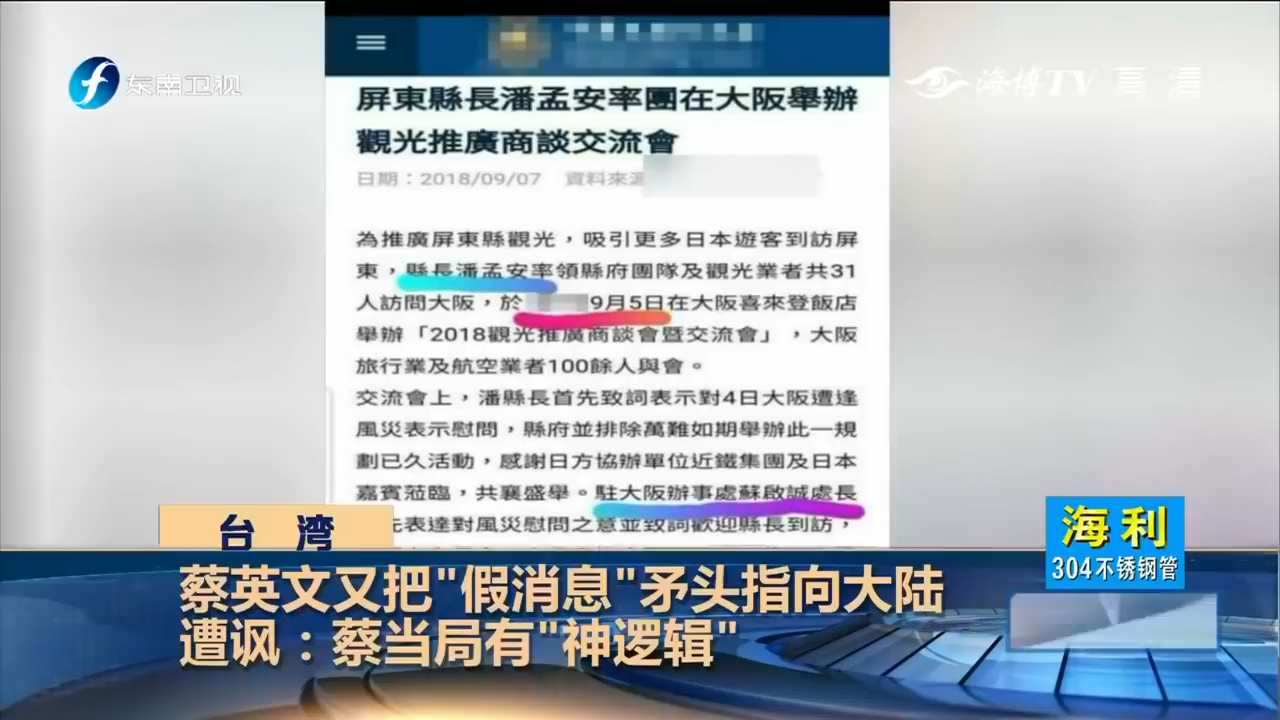 东南卫视
海博TV 高清
屏東縣長潘孟安率團在大阪舉辦
觀光推廣商談交流會
日期：2018/09/07 資料來源
為推廣屏東縣觀光，吸引更多日本遊客到訪屏
東，縣長潘孟安率領縣府團隊及觀光業者共31
人訪問大阪，於 9月5日在大阪喜來登飯店
舉辦「2018觀光推廣商談會暨交流會」，大阪
旅行業及航空業者100餘人與會。
交流會上，潘縣長首先致詞表示對4日大阪遭逢
風災表示慰問，縣府並排除萬難如期舉辦此一規
劃已久活動，感謝日方協辦單位近鐵集團及日本
嘉賓蒞臨，共襄盛舉。駐大阪辦事處蘇啟誠處長
先表達對風災慰問之意並致詞歡迎縣長到訪，
台湾
蔡英文又把"假消息"矛头指向大陆
遭讽：蔡当局有"神逻辑"
海利
304不锈钢管